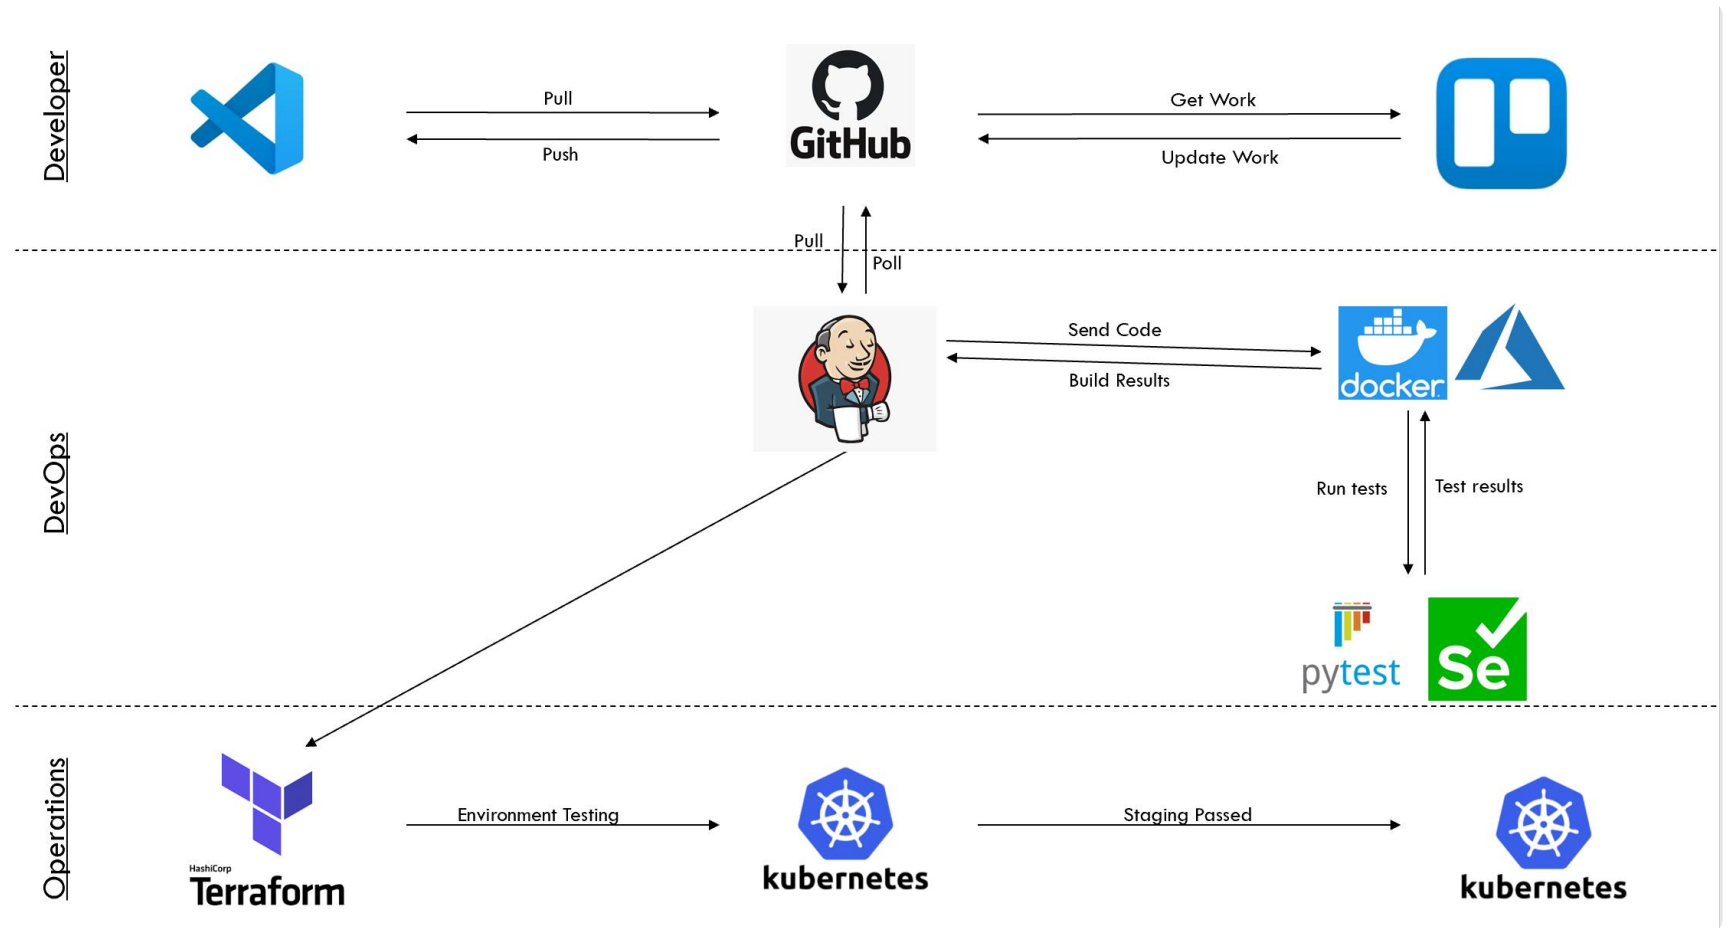 Developer
Pull
Push
GitHub
Get Work
Update Work
Pull
Poll
DevOps
Send Code
Build Results
docker
Run tests
Test results
pytest
Se
Operations
HashiCorp
Terraform
Environment Testing
kubernetes
Staging Passed
kubernetes